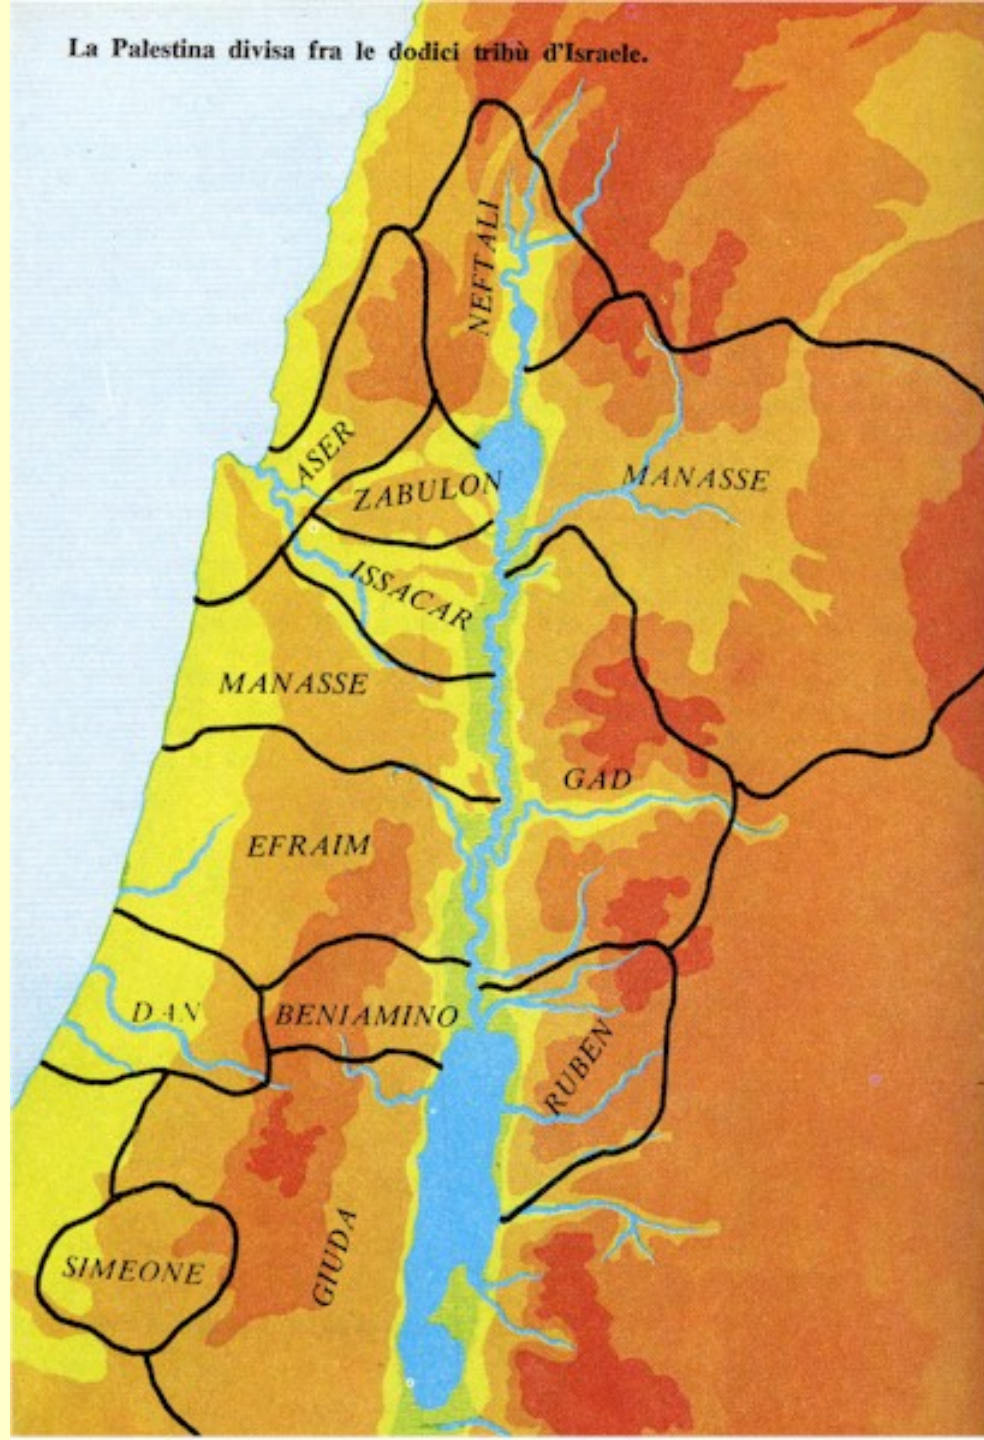 La Palestina divisa fra le dodici tribù d'Israele.
NEFTALI
ASER
ZABULON
MANASSE
ISSACAR
MANASSE
GAD
EFRAIM
DAN
BENIAMINO
RUBEN
GIUDA
SIMEONE